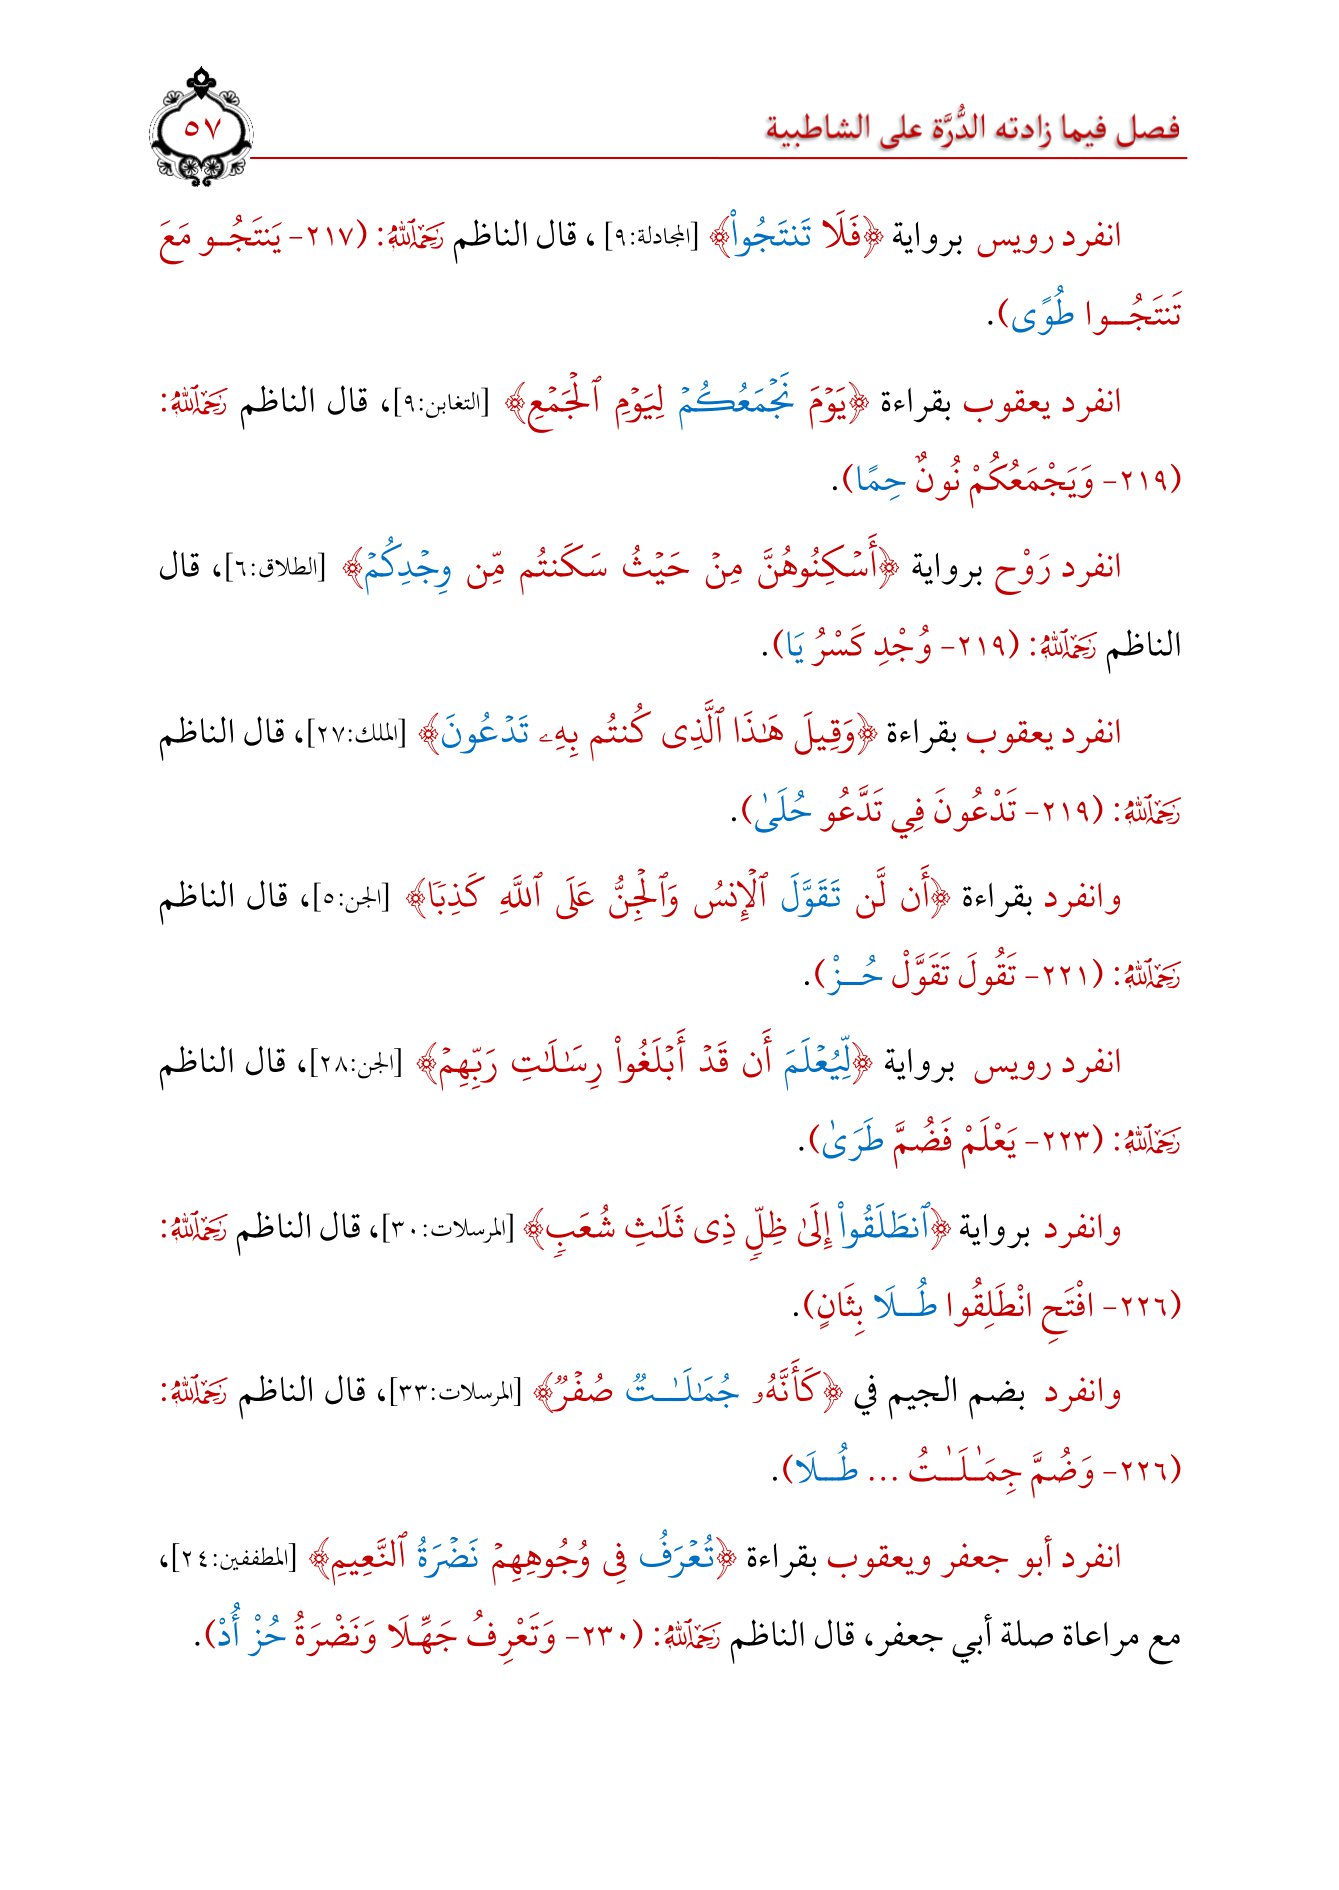 فصل فيما زادته الدُّرَّة على الشاطبية
٥٧
انفرد رويس برواية ﴿فَلَا تَنتَجُواْ﴾ [المجادلة:٩] ، قال الناظم رَحِمَهُ ٱللَّهُ: (٢١٧- يَنتَجُـو مَعَ
تَنتَجُـــوا طُوًى).
انفرد يعقوب بقراءة ﴿يَوۡمَ نَجۡمَعُكُمۡ لِيَوۡمِ ٱلۡجَمۡعِ﴾ [التغابن:٩]، قال الناظم رَحِمَهُ ٱللَّهُ:
(٢١٩- وَيَجْمَعُكُمْ نُونٌ حِمًا).
انفرد رَوْح برواية ﴿أَسۡكِنُوهُنَّ مِنۡ حَيۡثُ سَكَنتُم مِّن وِجۡدِكُمۡ﴾ [الطلاق:٦]، قال
الناظم رَحِمَهُ ٱللَّهُ: (٢١٩- وُجْدِ كَسْرُ يَا).
انفرد يعقوب بقراءة ﴿وَقِيلَ هَٰذَا ٱلَّذِى كُنتُم بِهِۦ تَدۡعُونَ﴾ [الملك:٢٧]، قال الناظم
رَحِمَهُ ٱللَّهُ: (٢١٩- تَدْعُونَ فِي تَدَّعُو حُلَىٰ).
وانفرد بقراءة ﴿أَن لَّن تَقَوَّلَ ٱلۡإِنسُ وَٱلۡجِنُّ عَلَى ٱللَّهِ كَذِبٗا﴾ [الجن:٥]، قال الناظم
رَحِمَهُ ٱللَّهُ: (٢٢١- تَقُولَ تَقَوَّلْ حُـــزْ).
انفرد رويس برواية ﴿لِّيُعۡلَمَ أَن قَدۡ أَبۡلَغُواْ رِسَٰلَٰتِ رَبِّهِمۡ﴾ [الجن:٢٨]، قال الناظم
رَحِمَهُ ٱللَّهُ: (٢٢٣- يَعْلَمْ فَضُمَّ طَرَىٰ).
وانفرد برواية ﴿ٱنطَلَقُواْ إِلَىٰ ظِلّٖ ذِى ثَلَٰثِ شُعَبٖ﴾ [المرسلات:٣٠]، قال الناظم رَحِمَهُ ٱللَّهُ:
(٢٢٦- افْتَحِ انْطَلِقُوا طُـــلَا بِثَانٍ).
وانفرد بضم الجيم في ﴿كَأَنَّهُۥ جُمَٰلَٰـــتٞ صُفۡرٞ﴾ [المرسلات:٣٣]، قال الناظم رَحِمَهُ ٱللَّهُ:
(٢٢٦- وَضُمَّ جِمَٰـلَـٰـتُ ... طُـــلَا).
انفرد أبو جعفر ويعقوب بقراءة ﴿تُعۡرَفُ فِى وُجُوهِهِمۡ نَضۡرَةُ ٱلنَّعِيمِ﴾ [المطففين:٢٤]،
مع مراعاة صلة أبي جعفر، قال الناظم رَحِمَهُ ٱللَّهُ: (٢٣٠- وَتَعْرِفُ جَهِّلَا وَنَضْرَةُ حُزْ أُدْ).